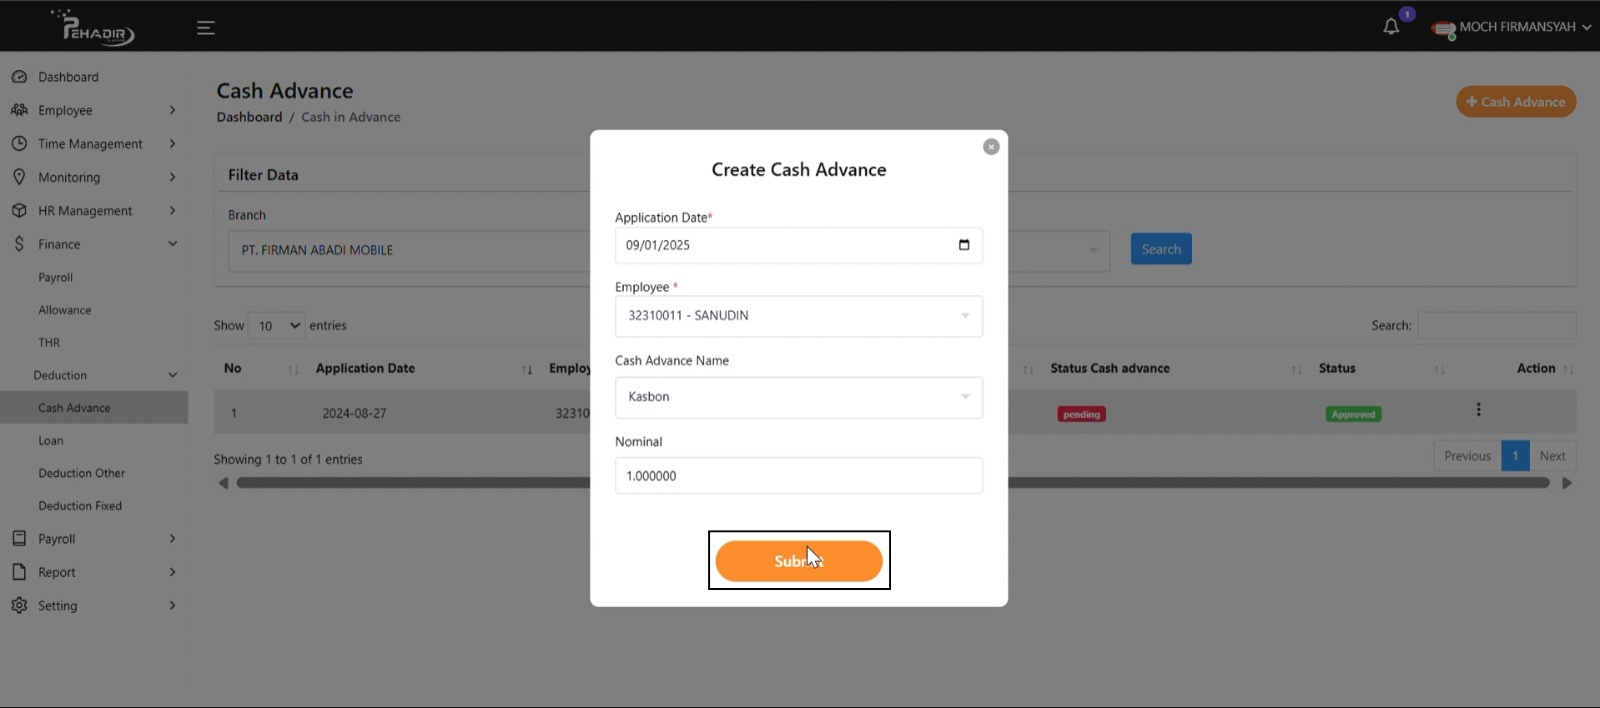 PEHADIR
1
MOCH FIRMANSYAH
Dashboard
Employee
Time Management
Monitoring
HR Management
Finance
Payroll
Allowance
THR
Deduction
Cash Advance
Loan
Deduction Other
Deduction Fixed
Payroll
Report
Setting
Cash Advance
Dashboard / Cash in Advance
+ Cash Advance
Filter Data
Branch
PT. FIRMAN ABADI MOBILE
Search
Show 10 entries
Search:
No Application Date Employ Status Cash advance Status Action
1 2024-08-27 32310 pending Approved
Showing 1 to 1 of 1 entries
Previous 1 Next
Create Cash Advance
Application Date*
09/01/2025
Employee *
32310011 - SANUDIN
Cash Advance Name
Kasbon
Nominal
1.000000
Submit